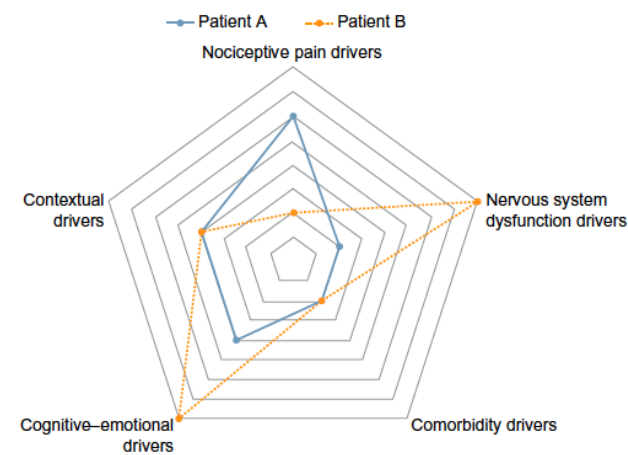 Patient A Patient B
Nociceptive pain drivers
Contextual
drivers
Nervous system
dysfunction drivers
Cognitive–emotional
drivers
Comorbidity drivers